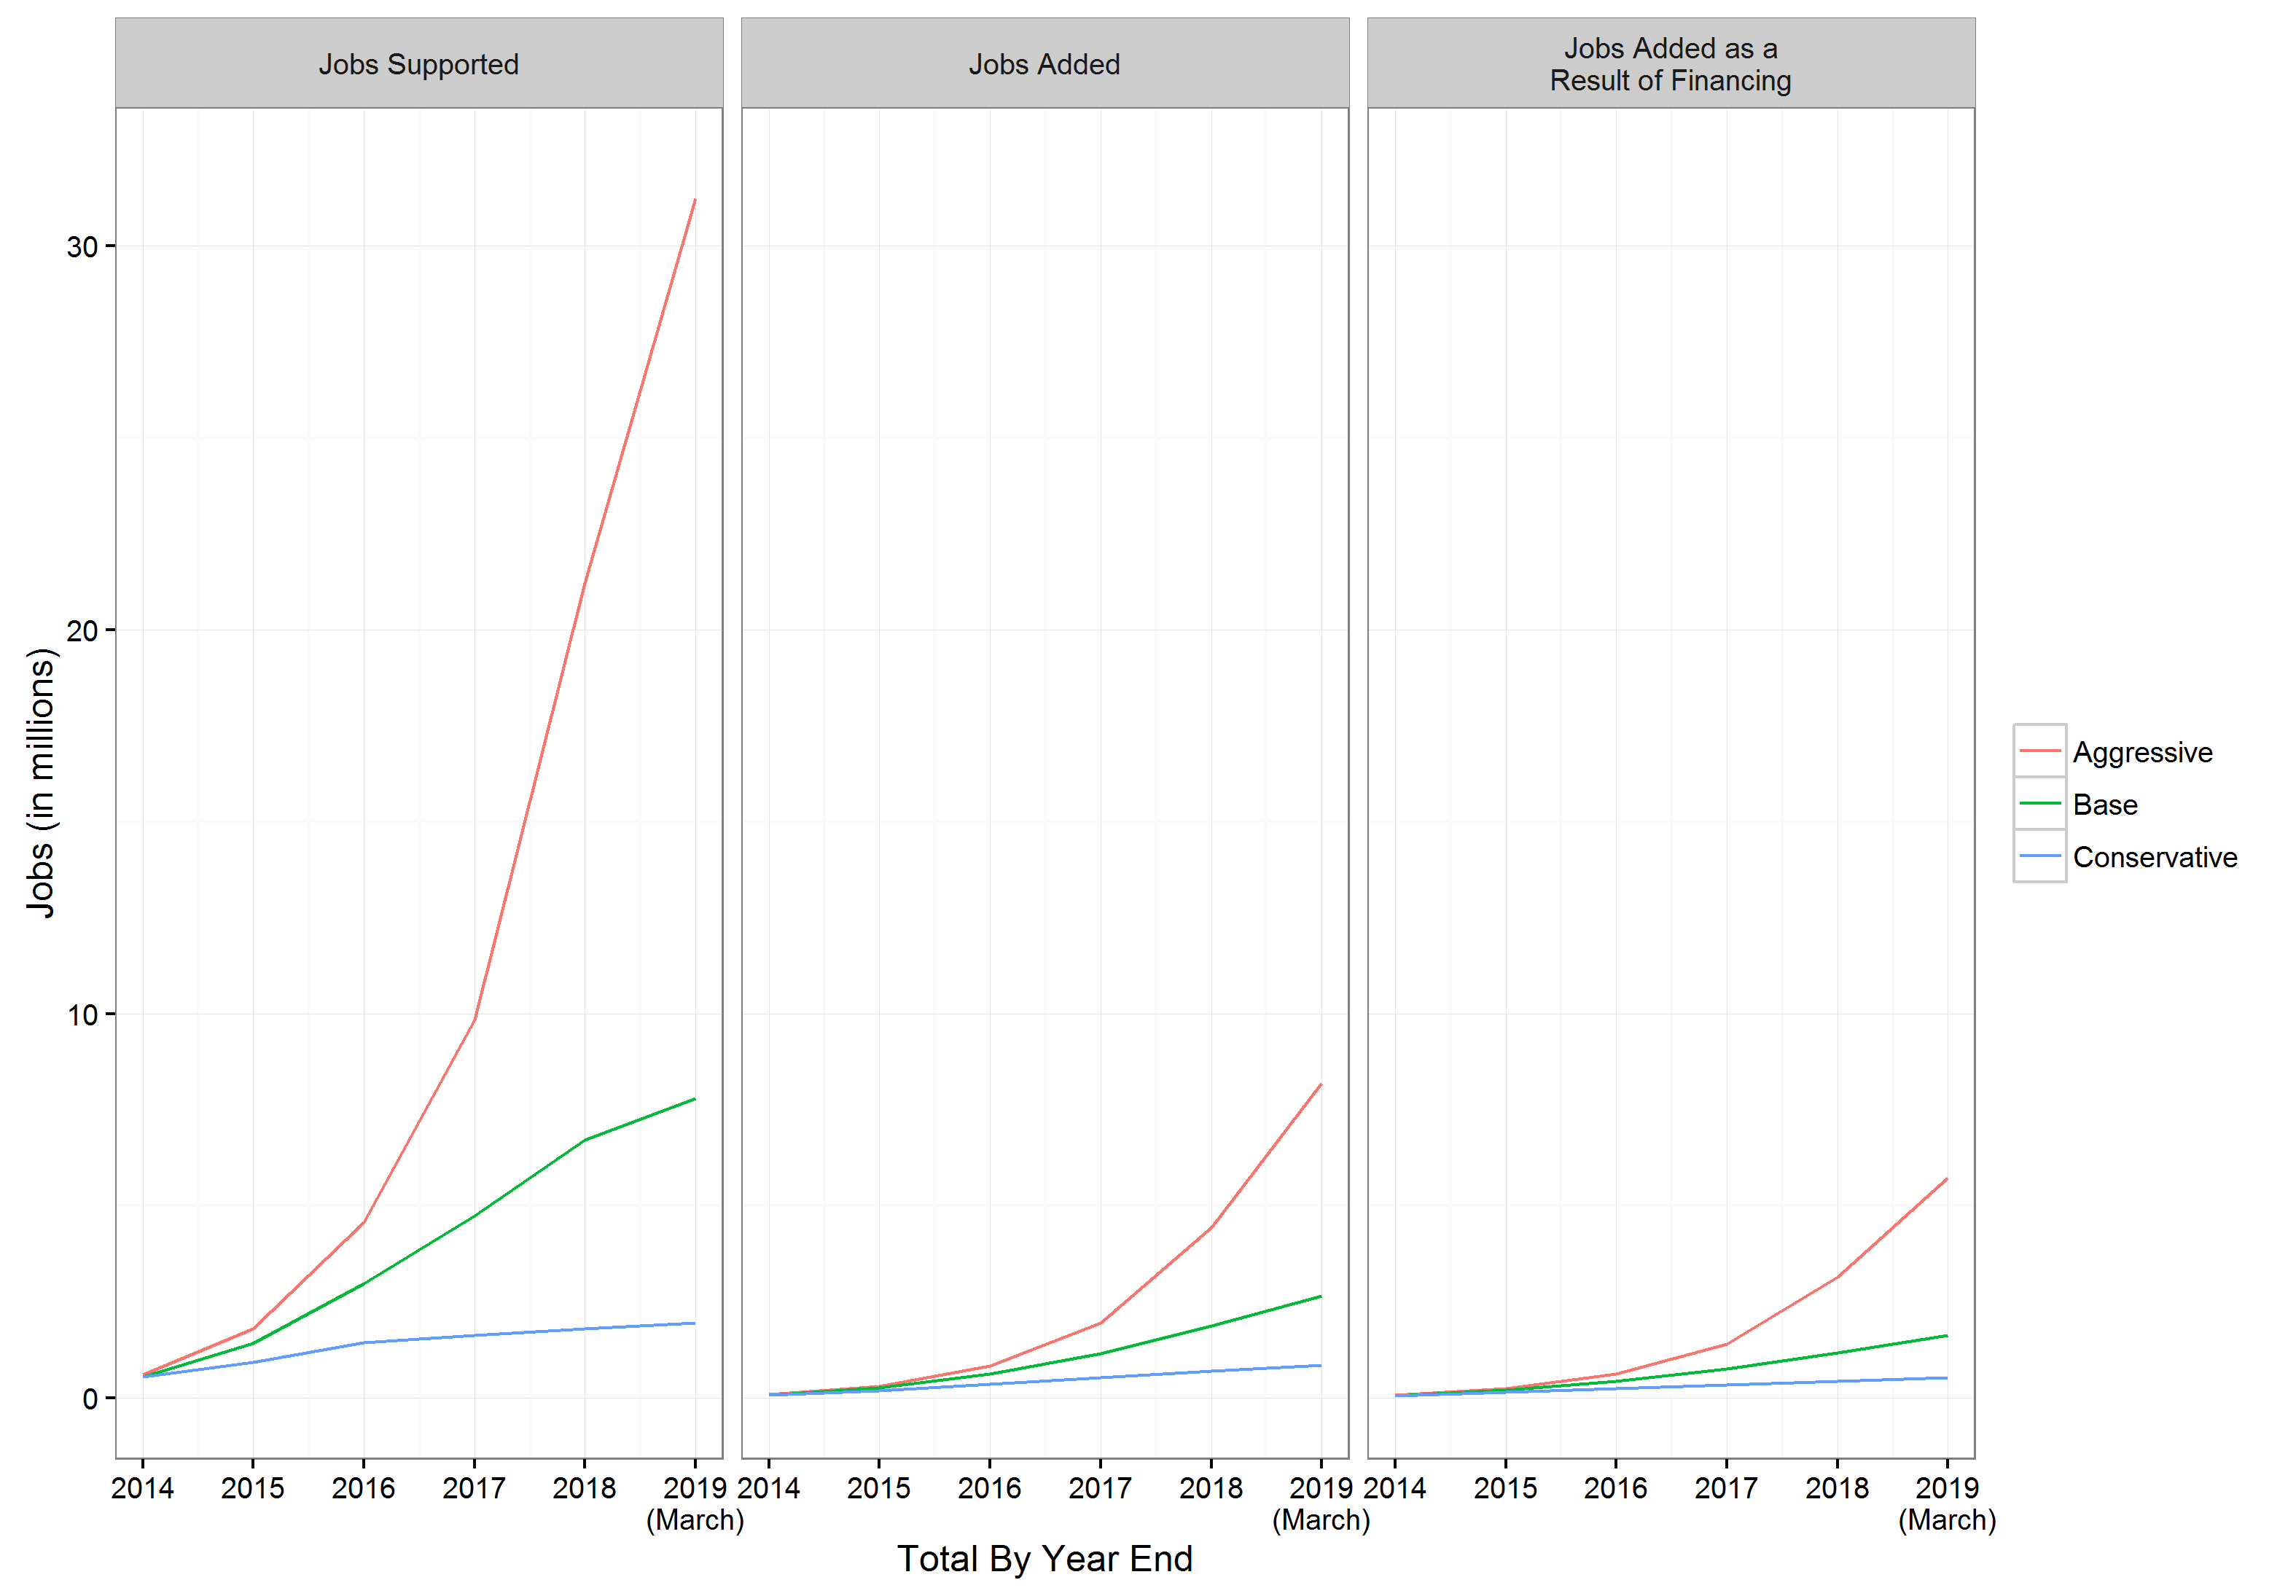 Jobs Supported
Jobs Added
Jobs Added as a
Result of Financing
Jobs (in millions)
30
20
10
0
2014 2015 2016 2017 2018 2019
(March)
2014 2015 2016 2017 2018 2019
(March)
2014 2015 2016 2017 2018 2019
(March)
Total By Year End
Aggressive
Base
Conservative